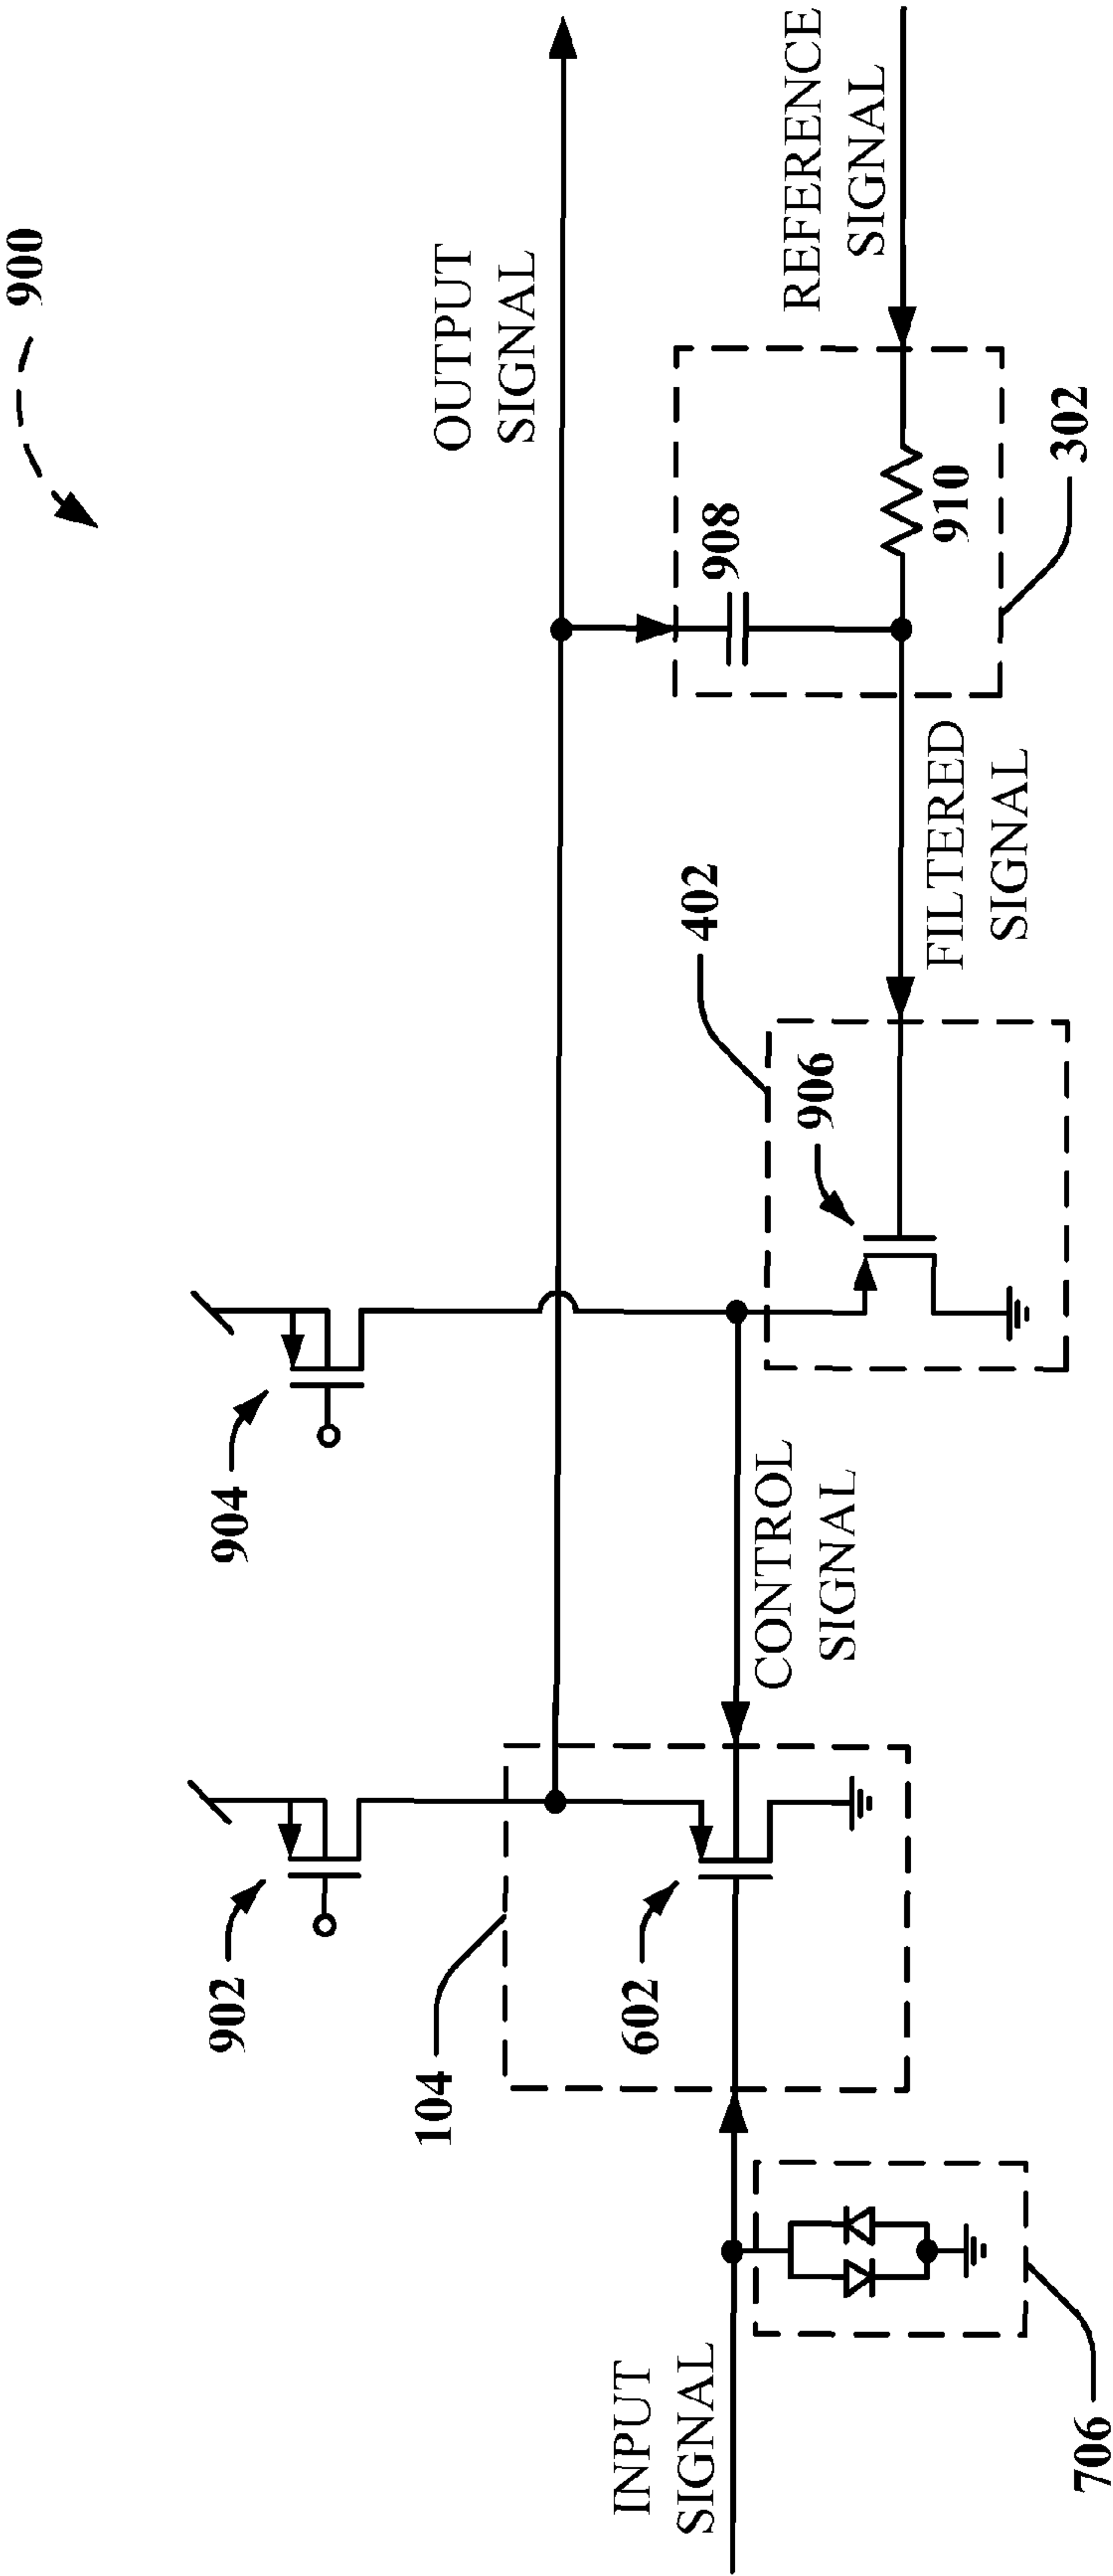 900
OUTPUT
SIGNAL
REFERENCE
SIGNAL
908
910
302
FILTERED
SIGNAL
402
906
904
CONTROL
SIGNAL
902
104
602
INPUT
SIGNAL
706